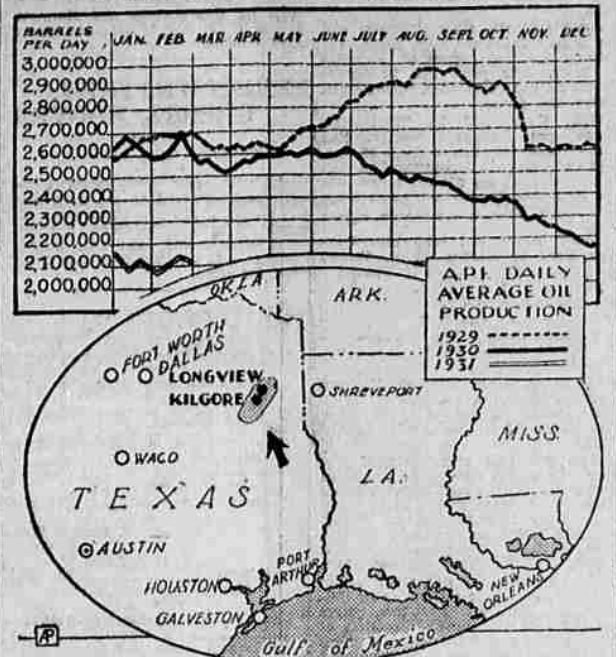 BARRELS
PER DAY JAN. FEB. MAR. APR. MAY JUNE JULY AUG. SEPT. OCT. NOV. DEC.
3,000,000
2,900,000
2,800,000
2,700,000
2,600,000
2,500,000
2,400,000
2,300,000
2,200,000
2,100,000
2,000,000
A.P.I. DAILY
AVERAGE OIL
PRODUCTION
1929
1930
1931
OKLA.
ARK.
FORT WORTH
DALLAS
LONGVIEW
KILGORE
SHREVEPORT
MISS.
WACO
LA.
TEXAS
AUSTIN
PORT
ARTHUR
HOUSTON
NEW
ORLEANS
GALVESTON
Gulf of Mexico
AP